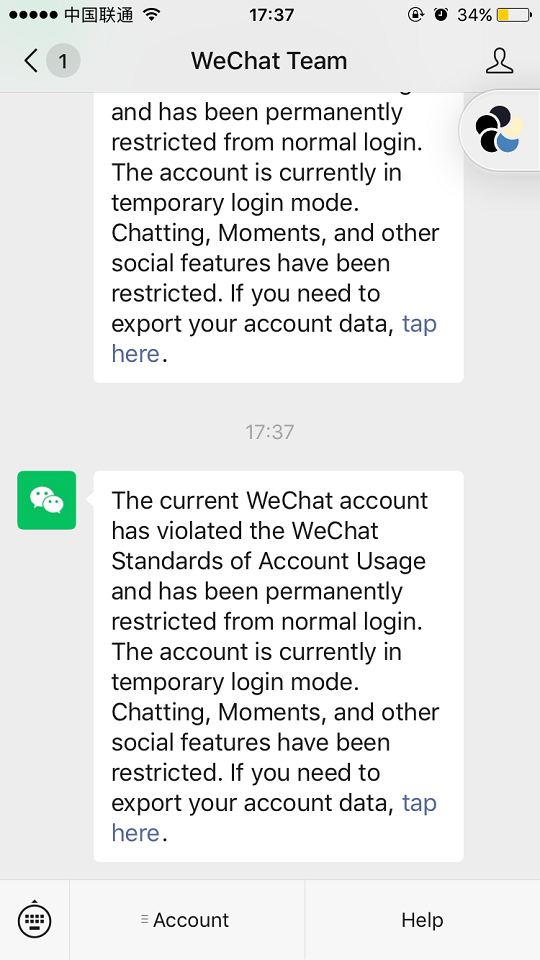 中国联通 17:37 34%
1 WeChat Team
and has been permanently
restricted from normal login.
The account is currently in
temporary login mode.
Chatting, Moments, and other
social features have been
restricted. If you need to
export your account data, tap
here.
17:37
The current WeChat account
has violated the WeChat
Standards of Account Usage
and has been permanently
restricted from normal login.
The account is currently in
temporary login mode.
Chatting, Moments, and other
social features have been
restricted. If you need to
export your account data, tap
here.
Account Help